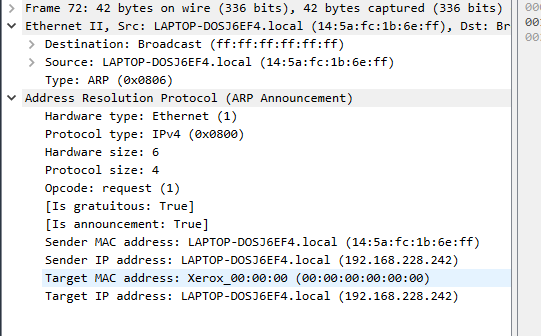 Frame 72: 42 bytes on wire (336 bits), 42 bytes captured (336 bits)
Ethernet II, Src: LAPTOP-DOSJ6EF4.local (14:5a:fc:1b:6e:ff), Dst: Br
Destination: Broadcast (ff:ff:ff:ff:ff:ff)
Source: LAPTOP-DOSJ6EF4.local (14:5a:fc:1b:6e:ff)
Type: ARP (0x0806)
Address Resolution Protocol (ARP Announcement)
Hardware type: Ethernet (1)
Protocol type: IPv4 (0x0800)
Hardware size: 6
Protocol size: 4
Opcode: request (1)
[Is gratuitous: True]
[Is announcement: True]
Sender MAC address: LAPTOP-DOSJ6EF4.local (14:5a:fc:1b:6e:ff)
Sender IP address: LAPTOP-DOSJ6EF4.local (192.168.228.242)
Target MAC address: Xerox_00:00:00 (00:00:00:00:00:00)
Target IP address: LAPTOP-DOSJ6EF4.local (192.168.228.242)